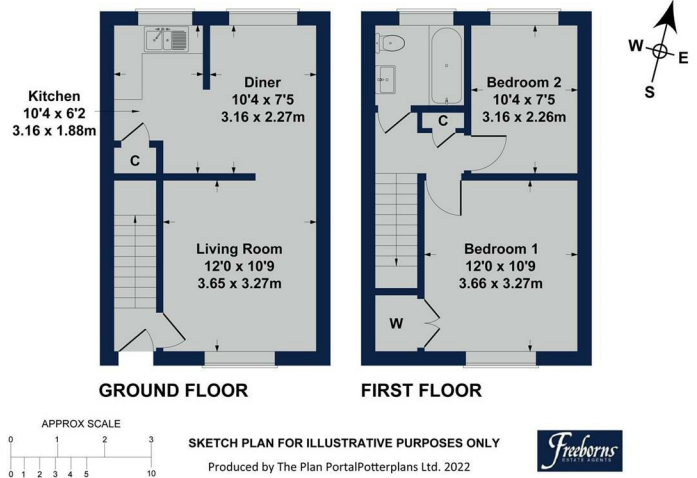 Kitchen
10'4 x 6'2
3.16 x 1.88m
Diner
10'4 x 7'5
3.16 x 2.27m
C
Living Room
12'0 x 10'9
3.65 x 3.27m
GROUND FLOOR
Bedroom 2
10'4 x 7'5
3.16 x 2.26m
C
Bedroom 1
12'0 x 10'9
3.66 x 3.27m
W
FIRST FLOOR
W E
S
APPROX SCALE
0 1 2 3
0 1 2 3 4 5 10
SKETCH PLAN FOR ILLUSTRATIVE PURPOSES ONLY
Produced by The Plan PortalPotterplans Ltd. 2022
Freeborns
ESTATE AGENTS